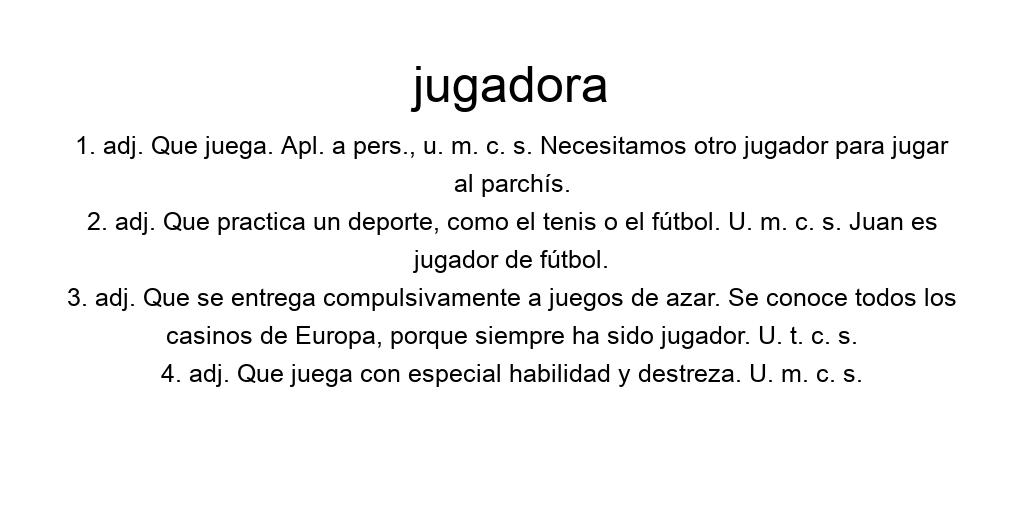 jugadora
1. adj. Que juega. Apl. a pers., u. m. c. s. Necesitamos otro jugador para jugar
al parchís.
2. adj. Que practica un deporte, como el tenis o el fútbol. U. m. c. s. Juan es
jugador de fútbol.
3. adj. Que se entrega compulsivamente a juegos de azar. Se conoce todos los
casinos de Europa, porque siempre ha sido jugador. U. t. c. s.
4. adj. Que juega con especial habilidad y destreza. U. m. c. s.